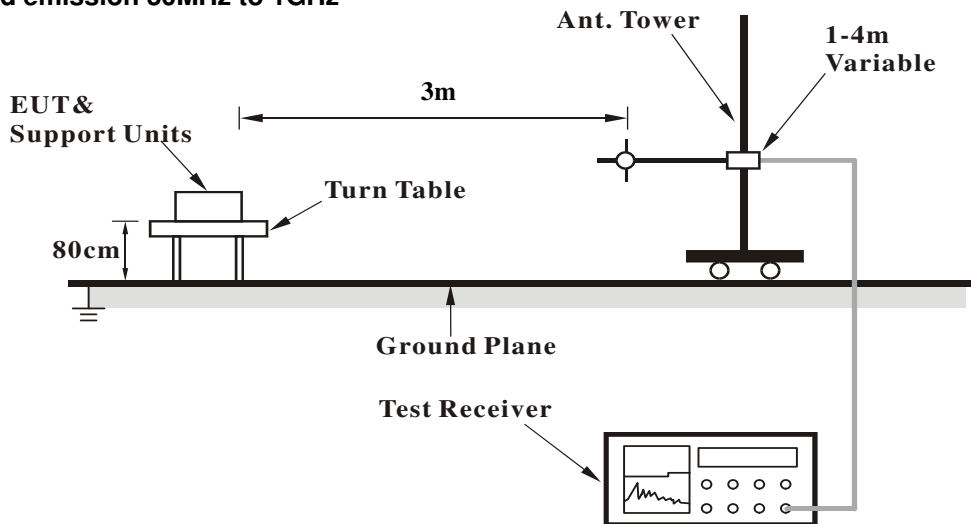 d emission 30MHz to 1GHz
Ant. Tower
1-4m
Variable
3m
EUT&
Support Units
Turn Table
80cm
Ground Plane
Test Receiver